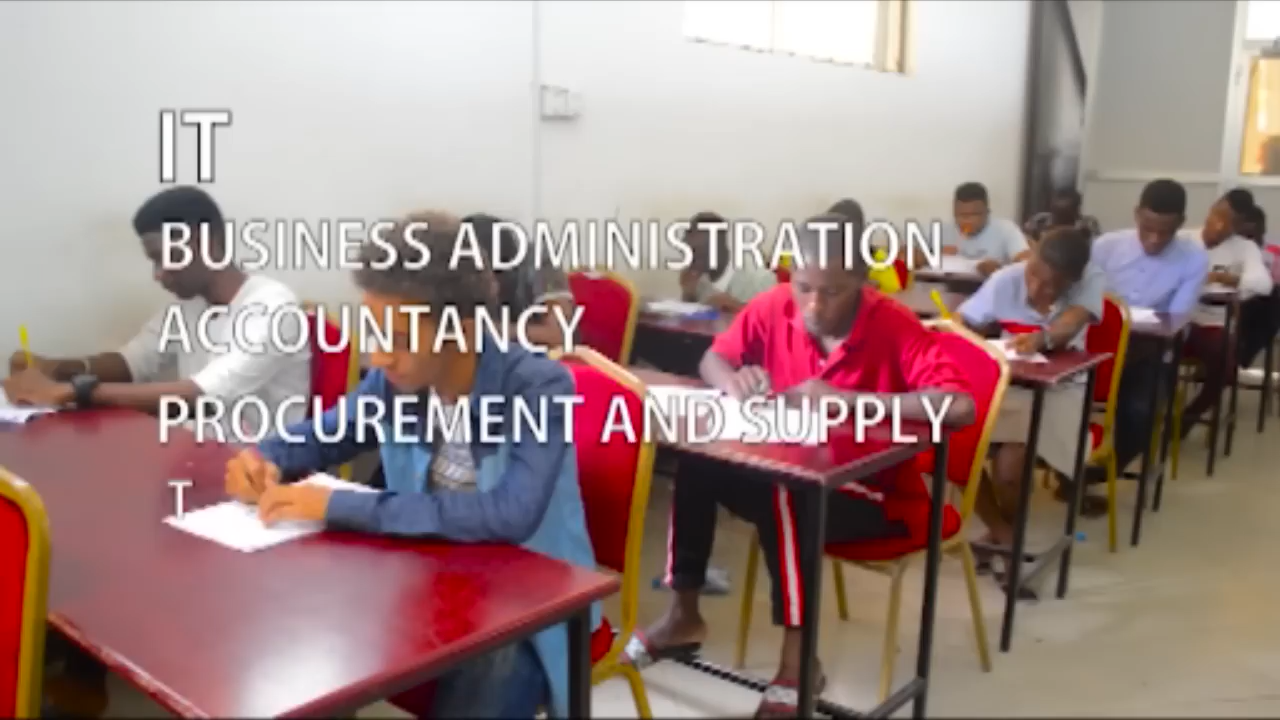 IT
BUSINESS ADMINISTRATION
ACCOUNTANCY
PROCUREMENT AND SUPPLY
T